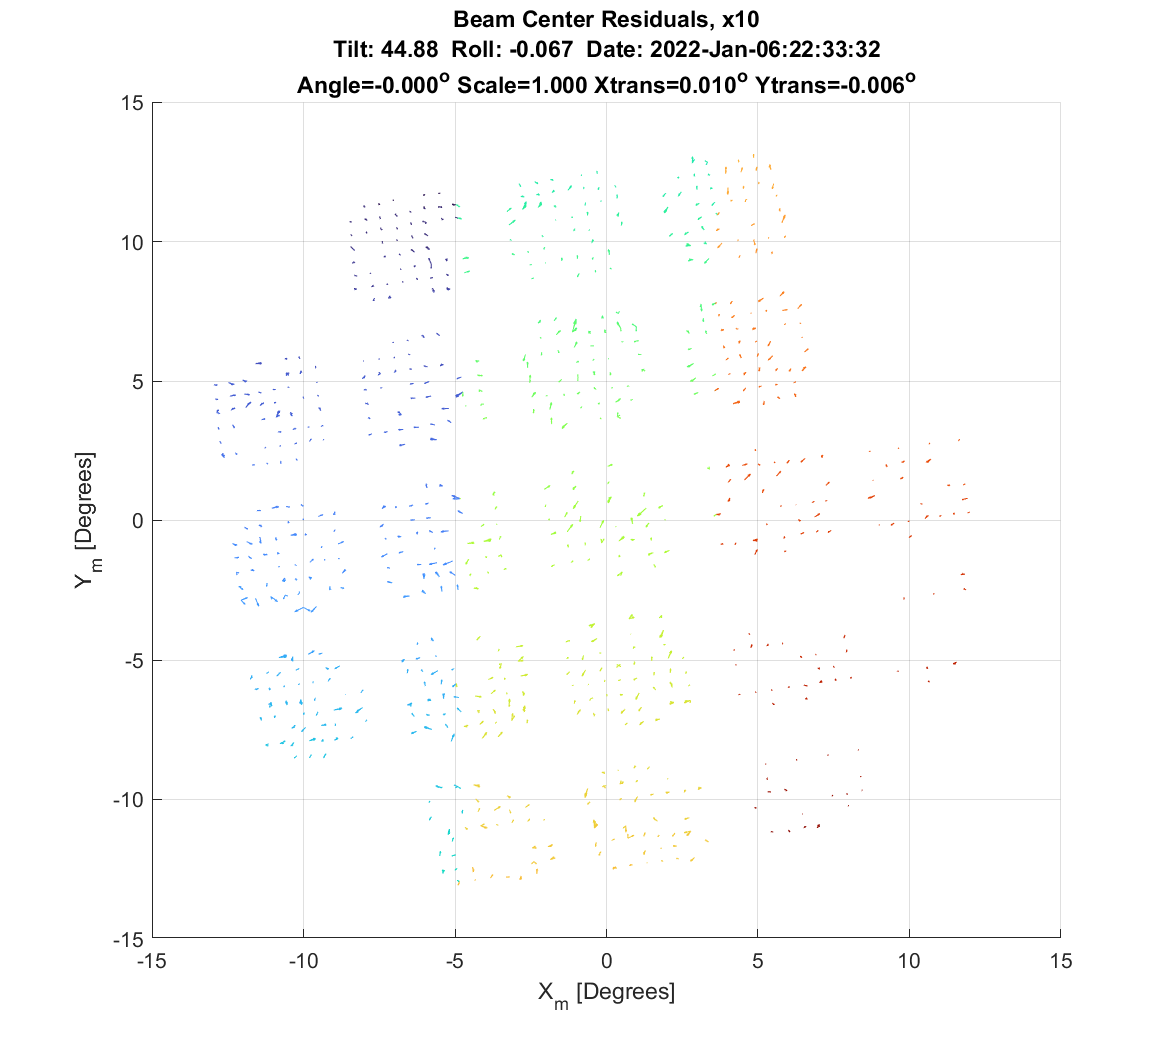 Beam Center Residuals, x10
Tilt: 44.88 Roll: -0.067 Date: 2022-Jan-06:22:33:32
Angle=-0.000° Scale=1.000 Xtrans=0.010° Ytrans=-0.006°
15
10
5
0
-5
-10
-15
Ym [Degrees]
-15 -10 -5 0 5 10 15
Xm [Degrees]